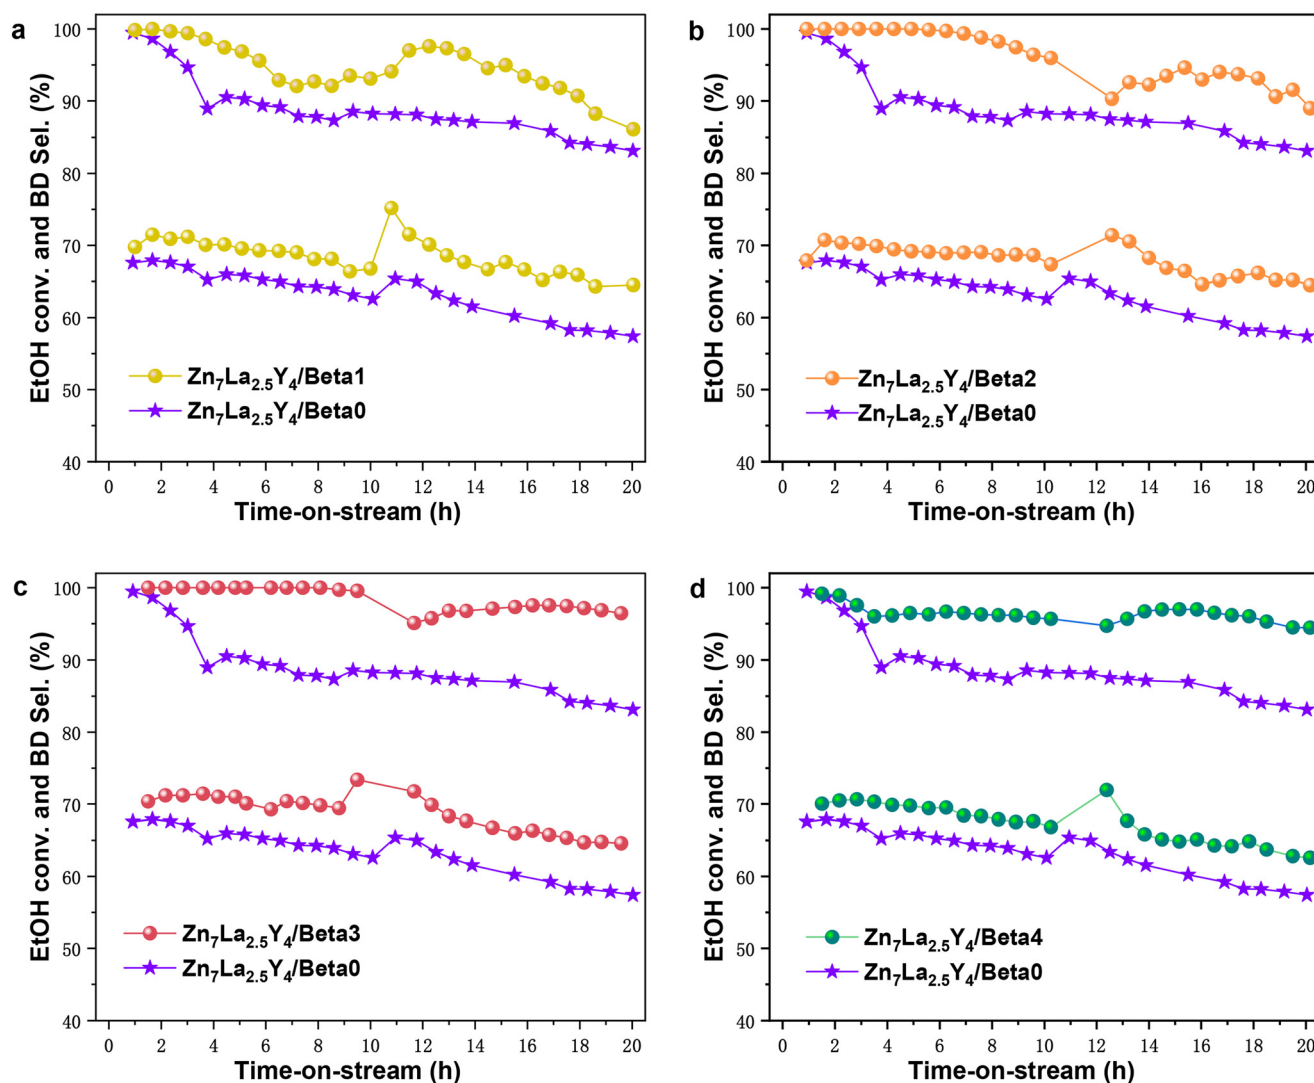 a
EtOH conv. and BD Sel. (%)
100
90
80
70
60
50
40
Zn₇La₂.₅Y₄/Beta1
Zn₇La₂.₅Y₄/Beta0
0 2 4 6 8 10 12 14 16 18 20
Time-on-stream (h)
b
EtOH conv. and BD Sel. (%)
100
90
80
70
60
50
40
Zn₇La₂.₅Y₄/Beta2
Zn₇La₂.₅Y₄/Beta0
0 2 4 6 8 10 12 14 16 18 20
Time-on-stream (h)
c
EtOH conv. and BD Sel. (%)
100
90
80
70
60
50
40
Zn₇La₂.₅Y₄/Beta3
Zn₇La₂.₅Y₄/Beta0
0 2 4 6 8 10 12 14 16 18 20
Time-on-stream (h)
d
EtOH conv. and BD Sel. (%)
100
90
80
70
60
50
40
Zn₇La₂.₅Y₄/Beta4
Zn₇La₂.₅Y₄/Beta0
0 2 4 6 8 10 12 14 16 18 20
Time-on-stream (h)